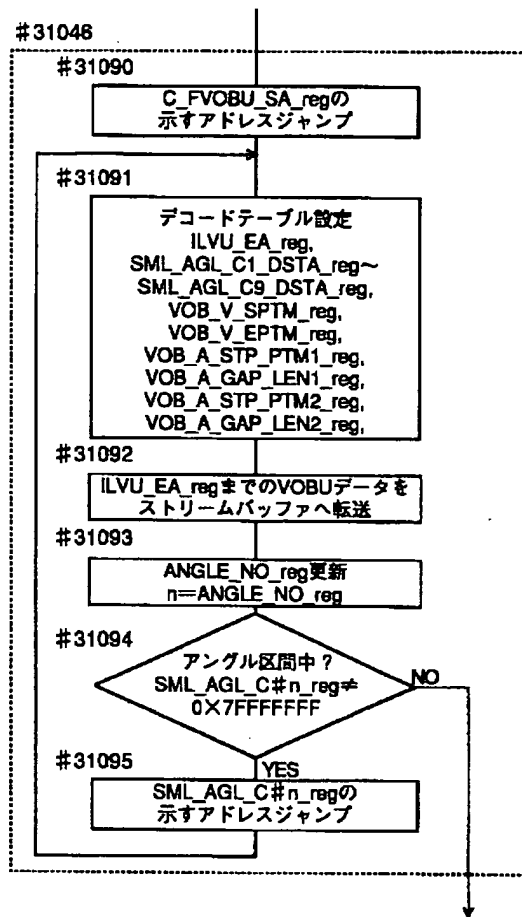 #31046
#31090
C_FVOBU_SA_regの
示すアドレスジャンプ
#31091
デコードテーブル設定
ILVU_EA_reg,
SML_AGL_C1_DSTA_reg～
SML_AGL_C9_DSTA_reg,
VOB_V_SPTM_reg,
VOB_V_EPTM_reg,
VOB_A_STP_PTM1_reg,
VOB_A_GAP_LEN1_reg,
VOB_A_STP_PTM2_reg,
VOB_A_GAP_LEN2_reg,
#31092
ILVU_EA_regまでのVOBUデータを
ストリームバッファへ転送
#31093
ANGLE_NO_reg更新
n＝ANGLE_NO_reg
#31094
アングル区間中？
SML_AGL_C#n_reg≠
0×7FFFFFFF
NO
YES
#31095
SML_AGL_C#n_regの
示すアドレスジャンプ